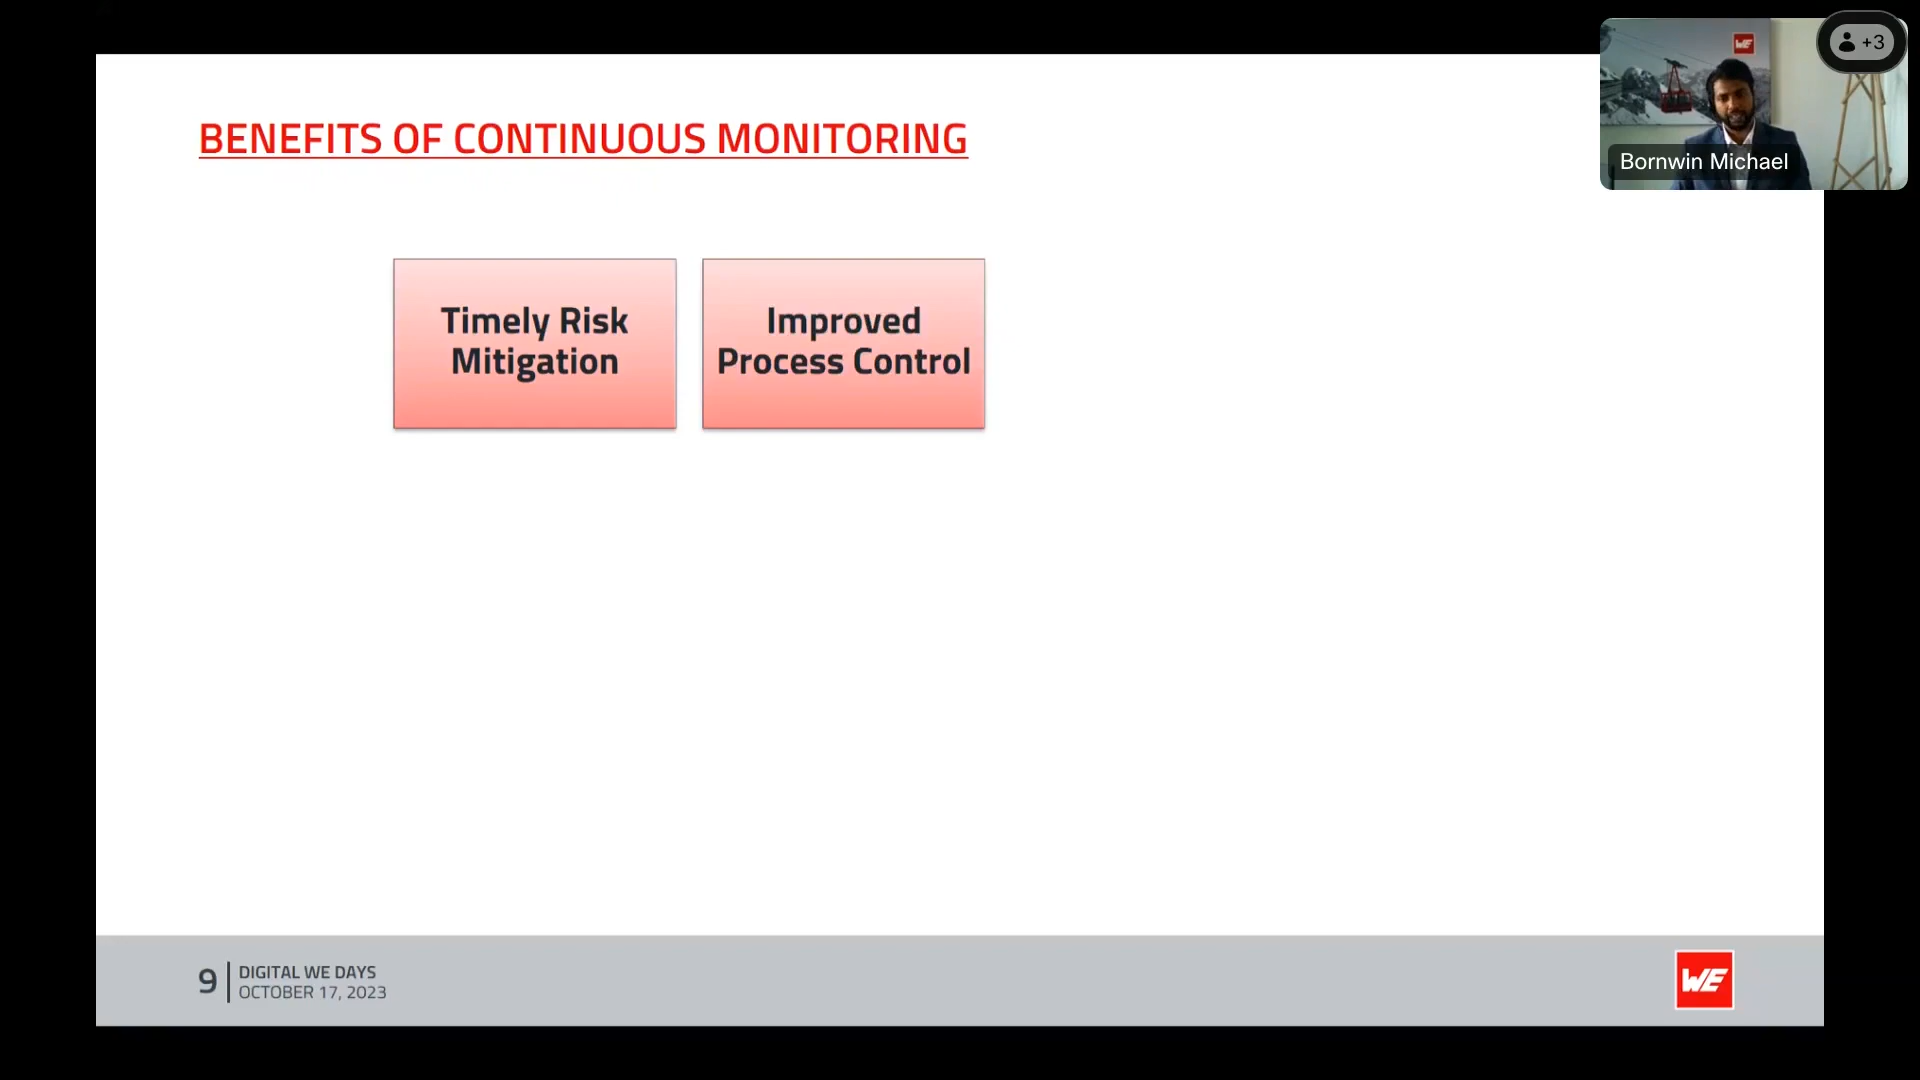 BENEFITS OF CONTINUOUS MONITORING
+3
Bornwin Michael
Timely Risk
Mitigation
Improved
Process Control
9
DIGITAL WE DAYS
OCTOBER 17, 2023
WE
WE